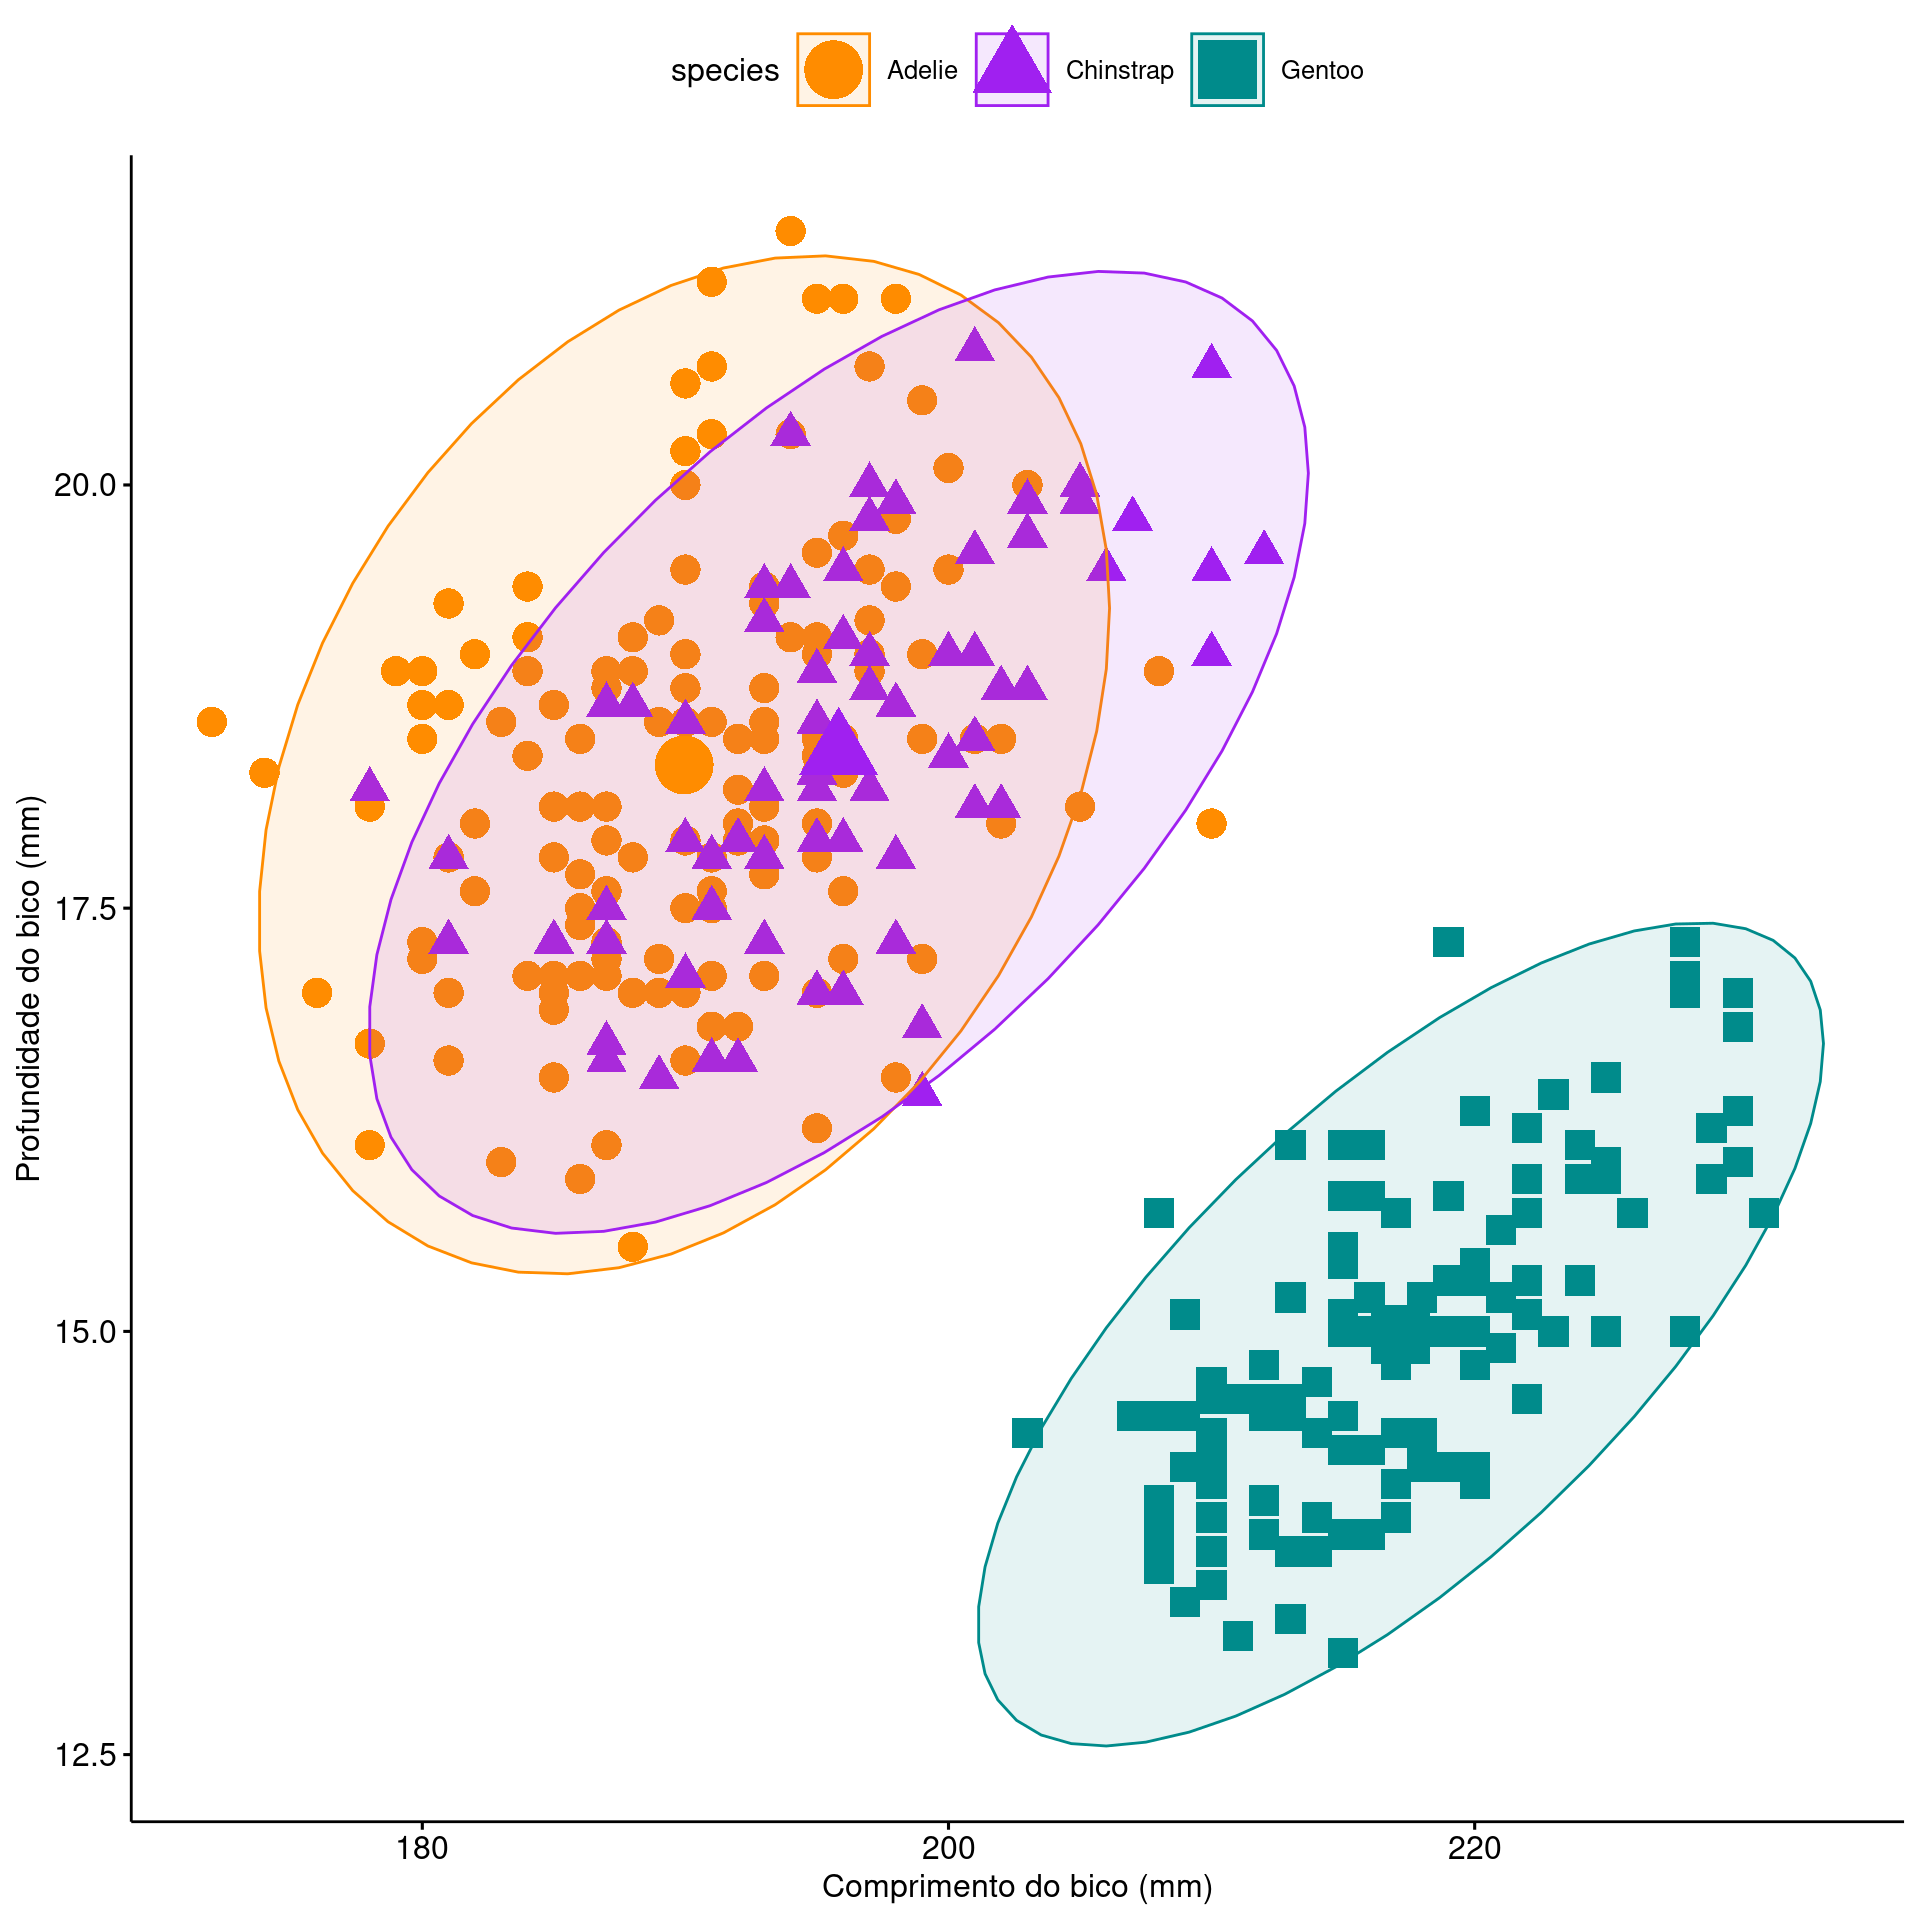 species Adelie Chinstrap Gentoo
20.0
17.5
15.0
12.5
Profundidade do bico (mm)
180 200 220
Comprimento do bico (mm)